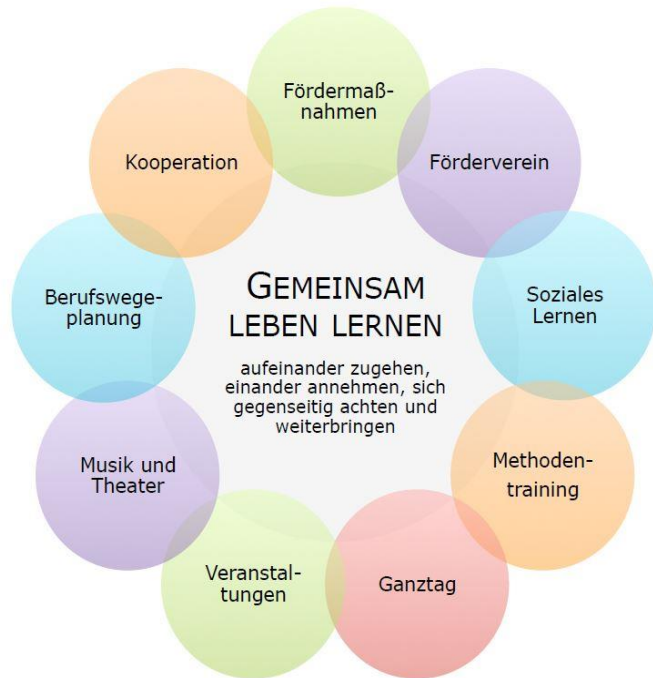 Fördermaß-
nahmen
Förderverein
Soziales
Lernen
Methoden-
training
Ganztag
Veranstal-
tungen
Musik und
Theater
Berufswege-
planung
Kooperation
GEMEINSAM
LEBEN LERNEN
aufeinander zugehen,
einander annehmen, sich
gegenseitig achten und
weiterbringen